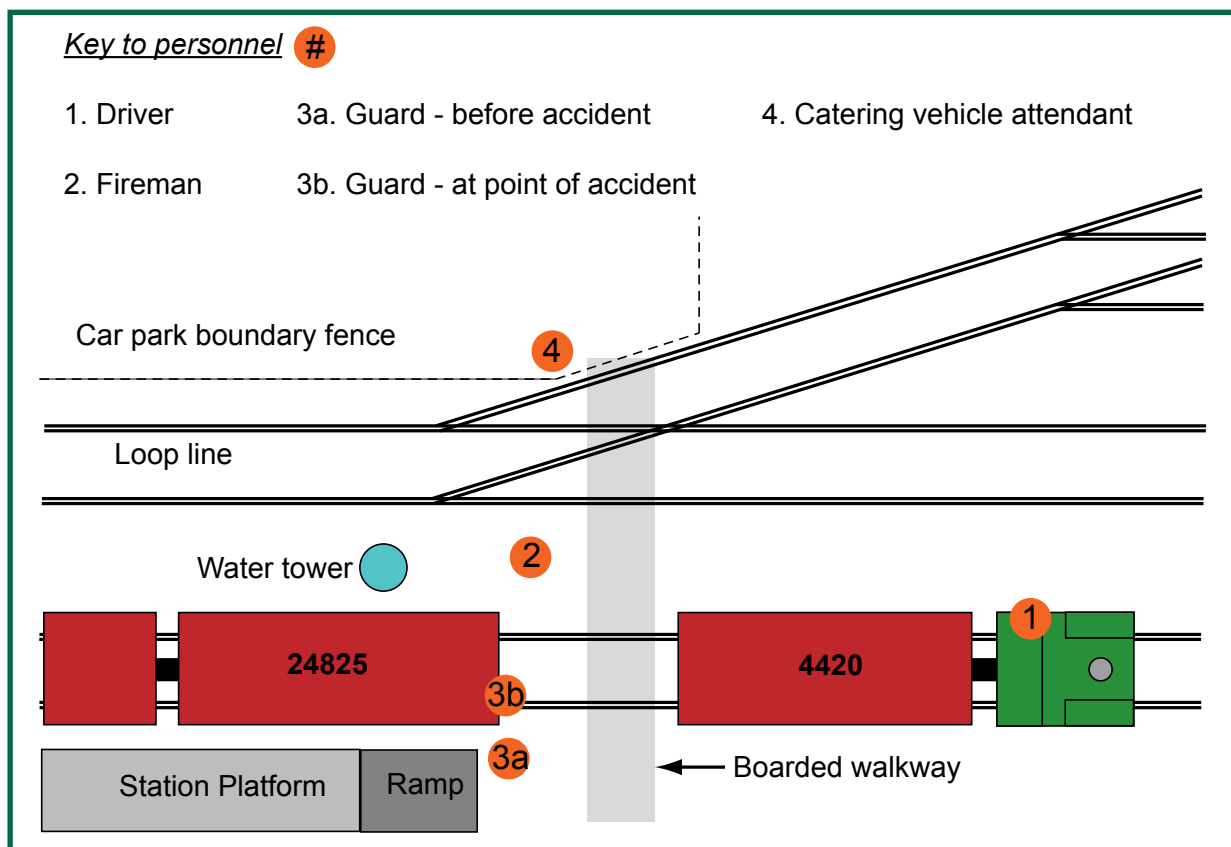 Key to personnel #
1. Driver 3a. Guard - before accident 4. Catering vehicle attendant
2. Fireman 3b. Guard - at point of accident
Car park boundary fence
4
Loop line
2
Water tower
1
24825
4420
3b
3a
Boarded walkway
Station Platform
Ramp